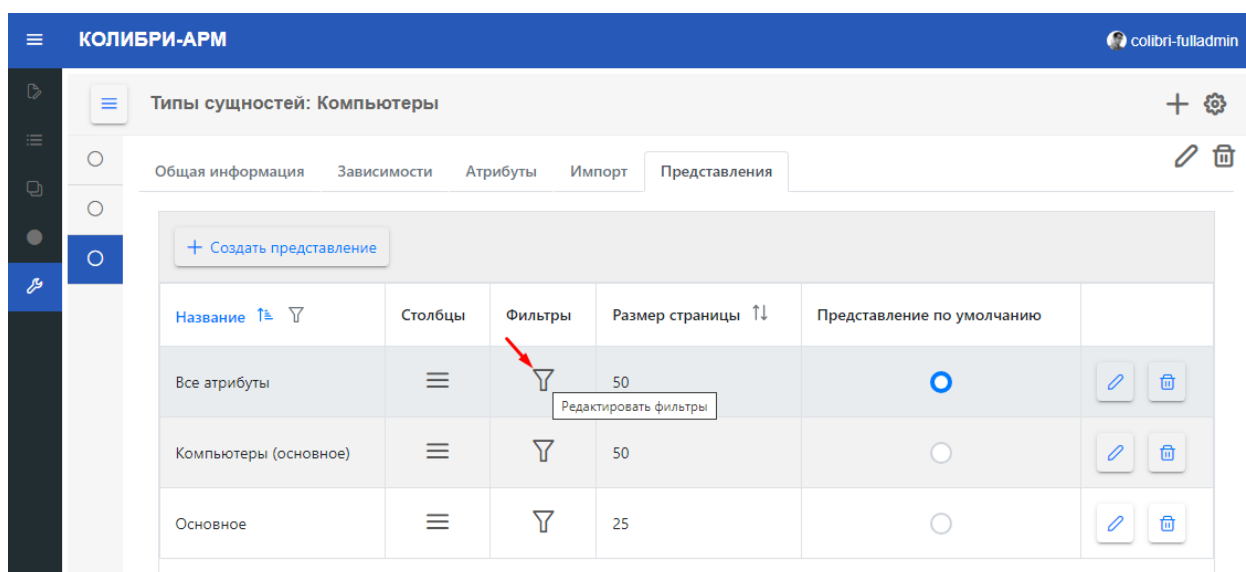 КОЛИБРИ-АРМ
colibri-fulladmin
Типы сущностей: Компьютеры
Общая информация Зависимости Атрибуты Импорт Представления
Создать представление
Название Столбцы Фильтры Размер страницы Представление по умолчанию
Все атрибуты 50
Редактировать фильтры
Компьютеры (основное) 50
Основное 25